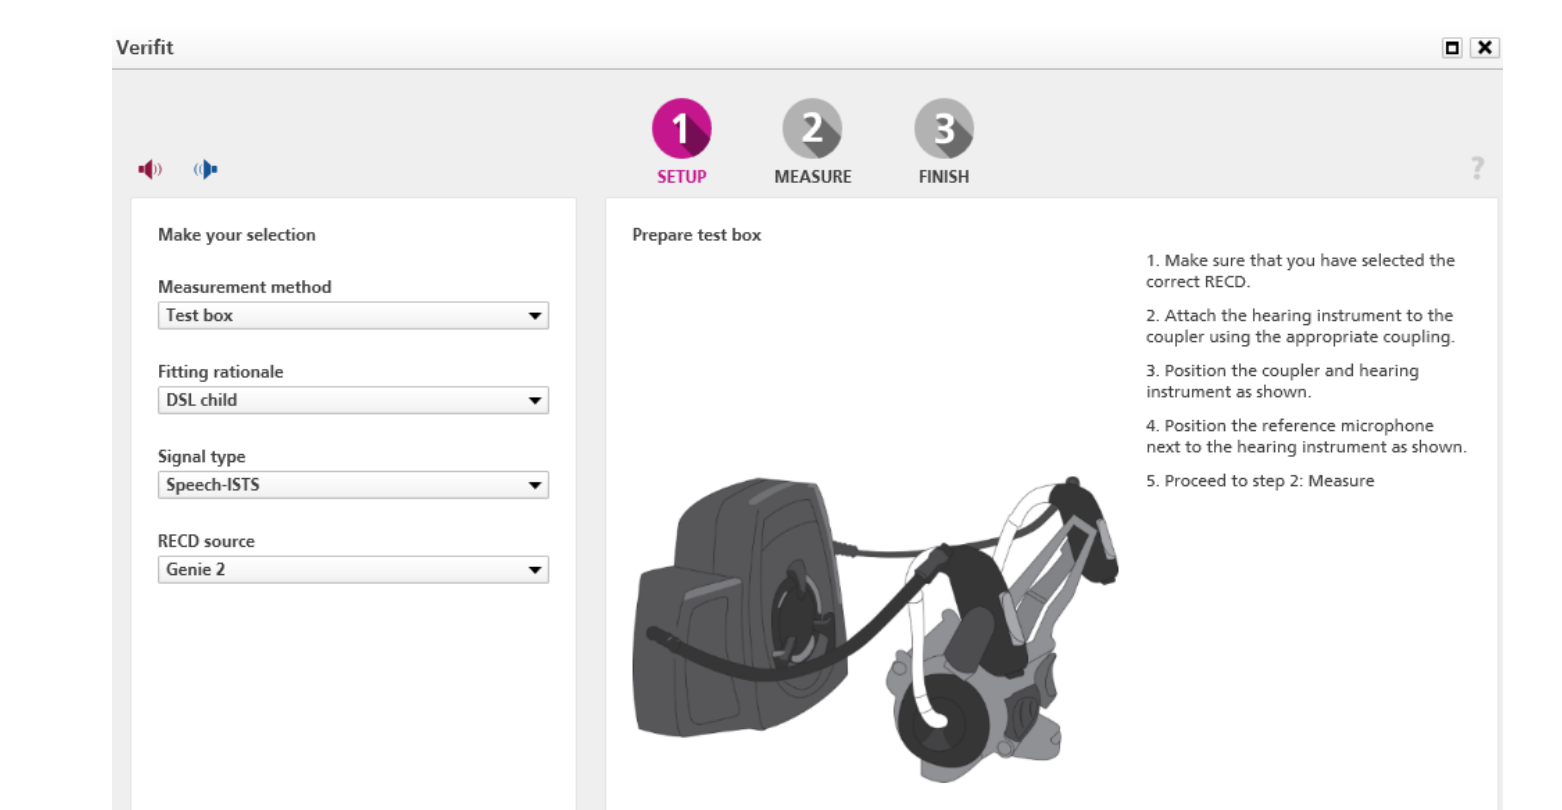 Verifit
1
2
3
SETUP
MEASURE
FINISH
?
Make your selection
Measurement method
Test box
Fitting rationale
DSL child
Signal type
Speech-ISTS
RECD source
Genie 2
Prepare test box
1. Make sure that you have selected the
correct RECD.
2. Attach the hearing instrument to the
coupler using the appropriate coupling.
3. Position the coupler and hearing
instrument as shown.
4. Position the reference microphone
next to the hearing instrument as shown.
5. Proceed to step 2: Measure